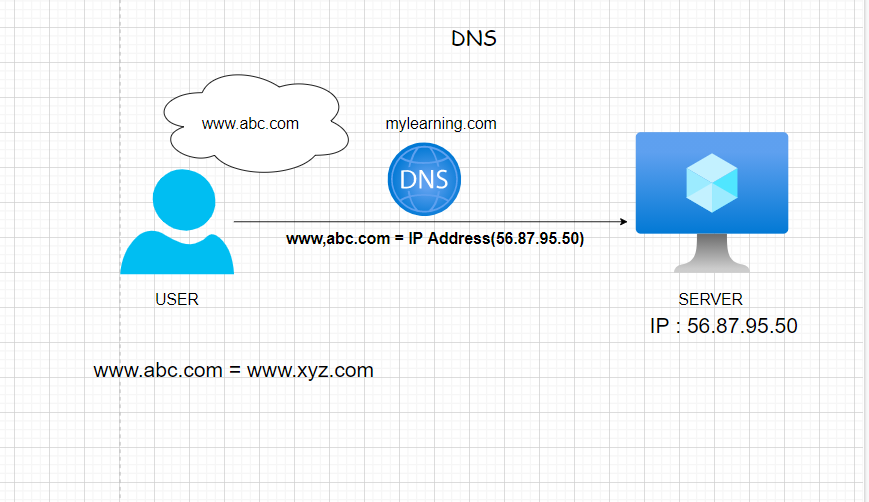 DNS
www.abc.com
mylearning.com
DNS
www,abc.com = IP Address(56.87.95.50)
USER
SERVER
IP : 56.87.95.50
www.abc.com = www.xyz.com